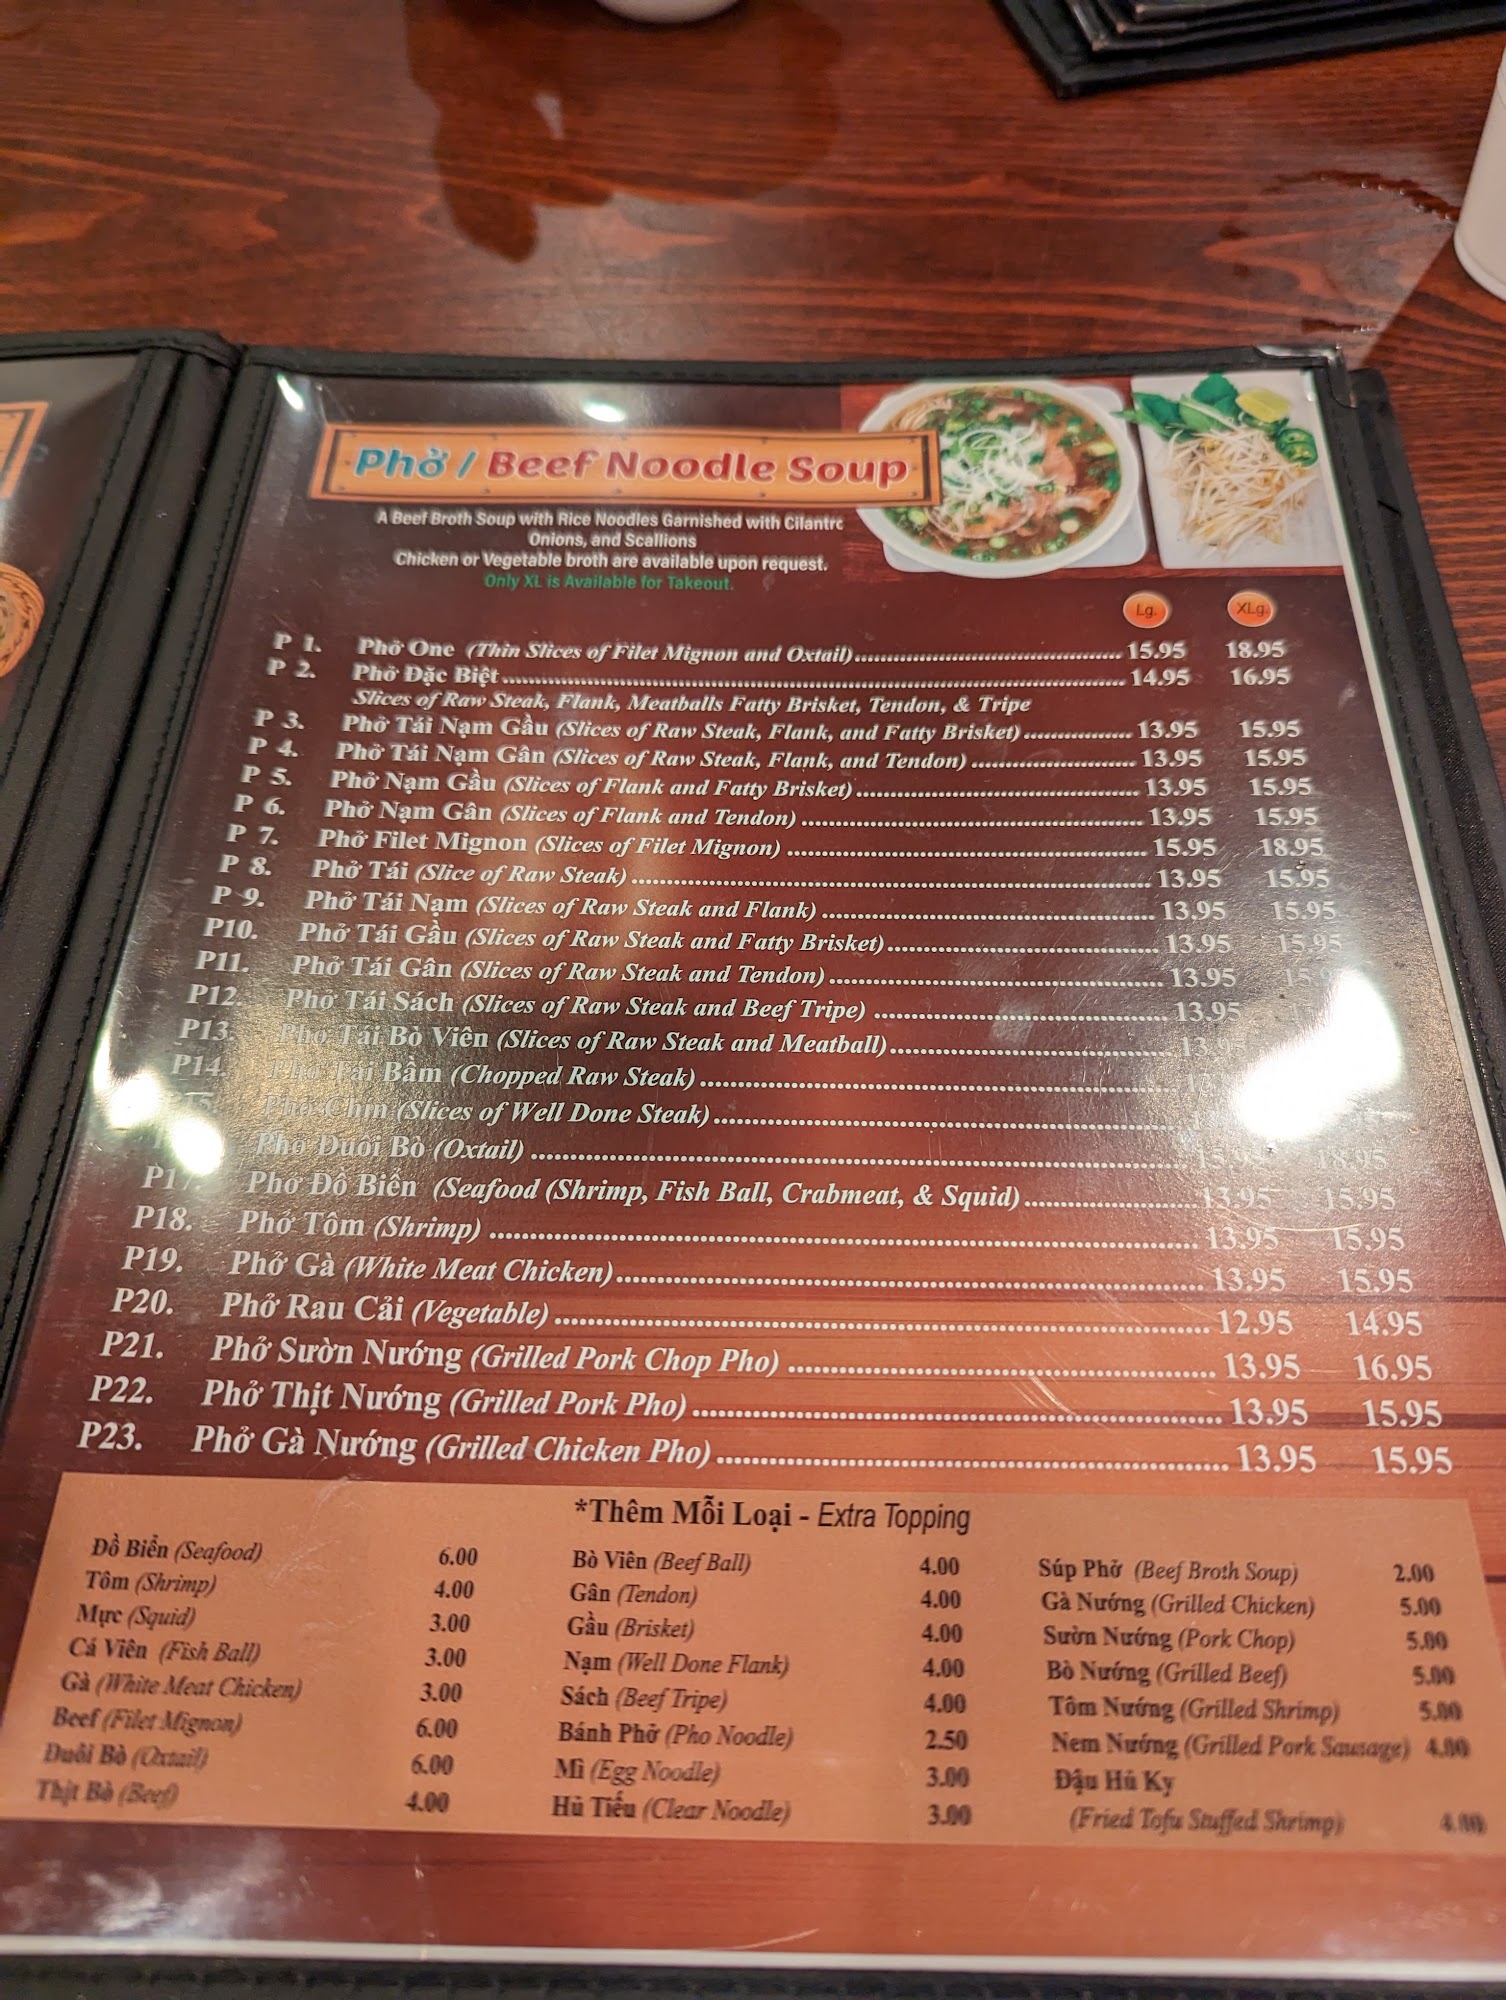 Phở / Beef Noodle Soup
A Beef Broth Soup with Rice Noodles Garnished with Cilantro
Onions, and Scallions
Chicken or Vegetable broth are available upon request.
Only XL is Available for Takeout.
Lg. XLg.
P 1. Phở One (Thin Slices of Filet Mignon and Oxtail) 15.95 18.95
P 2. Phở Đặc Biệt 14.95 16.95
Slices of Raw Steak, Flank, Meatballs Fatty Brisket, Tendon, & Tripe
P 3. Phở Tái Nạm Gầu (Slices of Raw Steak, Flank, and Fatty Brisket) 13.95 15.95
P 4. Phở Tái Nạm Gân (Slices of Raw Steak, Flank, and Tendon) 13.95 15.95
P 5. Phở Nạm Gầu (Slices of Flank and Fatty Brisket) 13.95 15.95
P 6. Phở Nạm Gân (Slices of Flank and Tendon) 13.95 15.95
P 7. Phở Filet Mignon (Slices of Filet Mignon) 15.95 18.95
P 8. Phở Tái (Slice of Raw Steak) 13.95 15.95
P 9. Phở Tái Nạm (Slices of Raw Steak and Flank) 13.95 15.95
P10. Phở Tái Gầu (Slices of Raw Steak and Fatty Brisket) 13.95 15.95
P11. Phở Tái Gân (Slices of Raw Steak and Tendon) 13.95
P12. Phở Tái Sách (Slices of Raw Steak and Beef Tripe) 13.95
P13. Phở Tái Bò Viên (Slices of Raw Steak and Meatball)
P14. Phở Tái Bằm (Chopped Raw Steak)
Phở Chín (Slices of Well Done Steak)
Phở Đuôi Bò (Oxtail) 15.95 18.95
P17. Phở Đồ Biển (Seafood (Shrimp, Fish Ball, Crabmeat, & Squid) 13.95 15.95
P18. Phở Tôm (Shrimp) 13.95 15.95
P19. Phở Gà (White Meat Chicken) 13.95 15.95
P20. Phở Rau Cải (Vegetable) 12.95 14.95
P21. Phở Sườn Nướng (Grilled Pork Chop Pho) 13.95 16.95
P22. Phở Thịt Nướng (Grilled Pork Pho) 13.95 15.95
P23. Phở Gà Nướng (Grilled Chicken Pho) 13.95 15.95
*Thêm Mỗi Loại - Extra Topping
Đồ Biển (Seafood) 6.00
Tôm (Shrimp) 4.00
Mực (Squid) 3.00
Cá Viên (Fish Ball) 3.00
Gà (White Meat Chicken) 3.00
Beef (Filet Mignon) 6.00
Đuôi Bò (Oxtail) 6.00
Thịt Bò (Beef) 4.00
Bò Viên (Beef Ball) 4.00
Gân (Tendon) 4.00
Gầu (Brisket) 4.00
Nạm (Well Done Flank) 4.00
Sách (Beef Tripe) 4.00
Bánh Phở (Pho Noodle) 2.50
Mì (Egg Noodle) 3.00
Hủ Tiếu (Clear Noodle) 3.00
Súp Phở (Beef Broth Soup) 2.00
Gà Nướng (Grilled Chicken) 5.00
Sườn Nướng (Pork Chop) 5.00
Bò Nướng (Grilled Beef) 5.00
Tôm Nướng (Grilled Shrimp) 5.00
Nem Nướng (Grilled Pork Sausage) 4.00
Đậu Hủ Ky
(Fried Tofu Stuffed Shrimp) 4.00